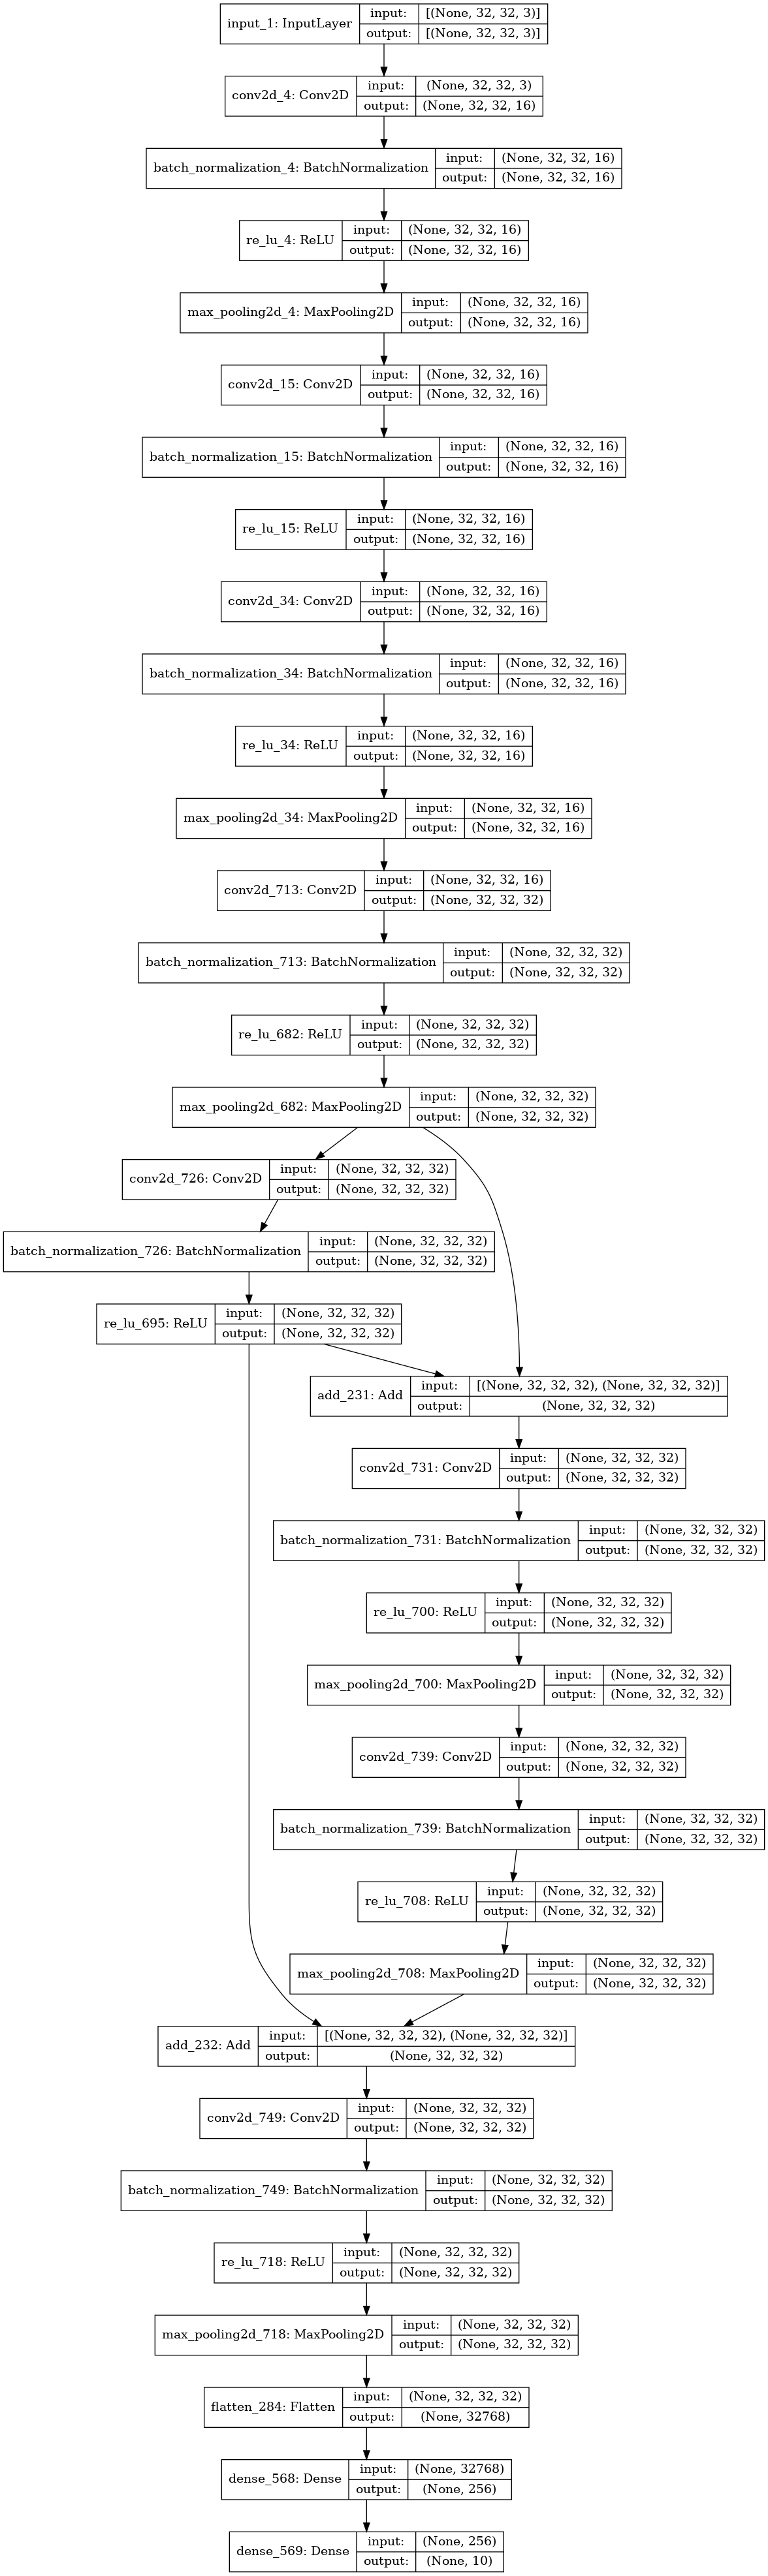 input_1: InputLayer
input: [(None, 32, 32, 3)]
output: [(None, 32, 32, 3)]
conv2d_4: Conv2D
input: (None, 32, 32, 3)
output: (None, 32, 32, 16)
batch_normalization_4: BatchNormalization
input: (None, 32, 32, 16)
output: (None, 32, 32, 16)
re_lu_4: ReLU
input: (None, 32, 32, 16)
output: (None, 32, 32, 16)
max_pooling2d_4: MaxPooling2D
input: (None, 32, 32, 16)
output: (None, 32, 32, 16)
conv2d_15: Conv2D
input: (None, 32, 32, 16)
output: (None, 32, 32, 16)
batch_normalization_15: BatchNormalization
input: (None, 32, 32, 16)
output: (None, 32, 32, 16)
re_lu_15: ReLU
input: (None, 32, 32, 16)
output: (None, 32, 32, 16)
conv2d_34: Conv2D
input: (None, 32, 32, 16)
output: (None, 32, 32, 16)
batch_normalization_34: BatchNormalization
input: (None, 32, 32, 16)
output: (None, 32, 32, 16)
re_lu_34: ReLU
input: (None, 32, 32, 16)
output: (None, 32, 32, 16)
max_pooling2d_34: MaxPooling2D
input: (None, 32, 32, 16)
output: (None, 32, 32, 16)
conv2d_713: Conv2D
input: (None, 32, 32, 16)
output: (None, 32, 32, 32)
batch_normalization_713: BatchNormalization
input: (None, 32, 32, 32)
output: (None, 32, 32, 32)
re_lu_682: ReLU
input: (None, 32, 32, 32)
output: (None, 32, 32, 32)
max_pooling2d_682: MaxPooling2D
input: (None, 32, 32, 32)
output: (None, 32, 32, 32)
conv2d_726: Conv2D
input: (None, 32, 32, 32)
output: (None, 32, 32, 32)
batch_normalization_726: BatchNormalization
input: (None, 32, 32, 32)
output: (None, 32, 32, 32)
re_lu_695: ReLU
input: (None, 32, 32, 32)
output: (None, 32, 32, 32)
add_231: Add
input: [(None, 32, 32, 32), (None, 32, 32, 32)]
output: (None, 32, 32, 32)
conv2d_731: Conv2D
input: (None, 32, 32, 32)
output: (None, 32, 32, 32)
batch_normalization_731: BatchNormalization
input: (None, 32, 32, 32)
output: (None, 32, 32, 32)
re_lu_700: ReLU
input: (None, 32, 32, 32)
output: (None, 32, 32, 32)
max_pooling2d_700: MaxPooling2D
input: (None, 32, 32, 32)
output: (None, 32, 32, 32)
conv2d_739: Conv2D
input: (None, 32, 32, 32)
output: (None, 32, 32, 32)
batch_normalization_739: BatchNormalization
input: (None, 32, 32, 32)
output: (None, 32, 32, 32)
re_lu_708: ReLU
input: (None, 32, 32, 32)
output: (None, 32, 32, 32)
max_pooling2d_708: MaxPooling2D
input: (None, 32, 32, 32)
output: (None, 32, 32, 32)
add_232: Add
input: [(None, 32, 32, 32), (None, 32, 32, 32)]
output: (None, 32, 32, 32)
conv2d_749: Conv2D
input: (None, 32, 32, 32)
output: (None, 32, 32, 32)
batch_normalization_749: BatchNormalization
input: (None, 32, 32, 32)
output: (None, 32, 32, 32)
re_lu_718: ReLU
input: (None, 32, 32, 32)
output: (None, 32, 32, 32)
max_pooling2d_718: MaxPooling2D
input: (None, 32, 32, 32)
output: (None, 32, 32, 32)
flatten_284: Flatten
input: (None, 32, 32, 32)
output: (None, 32768)
dense_568: Dense
input: (None, 32768)
output: (None, 256)
dense_569: Dense
input: (None, 256)
output: (None, 10)